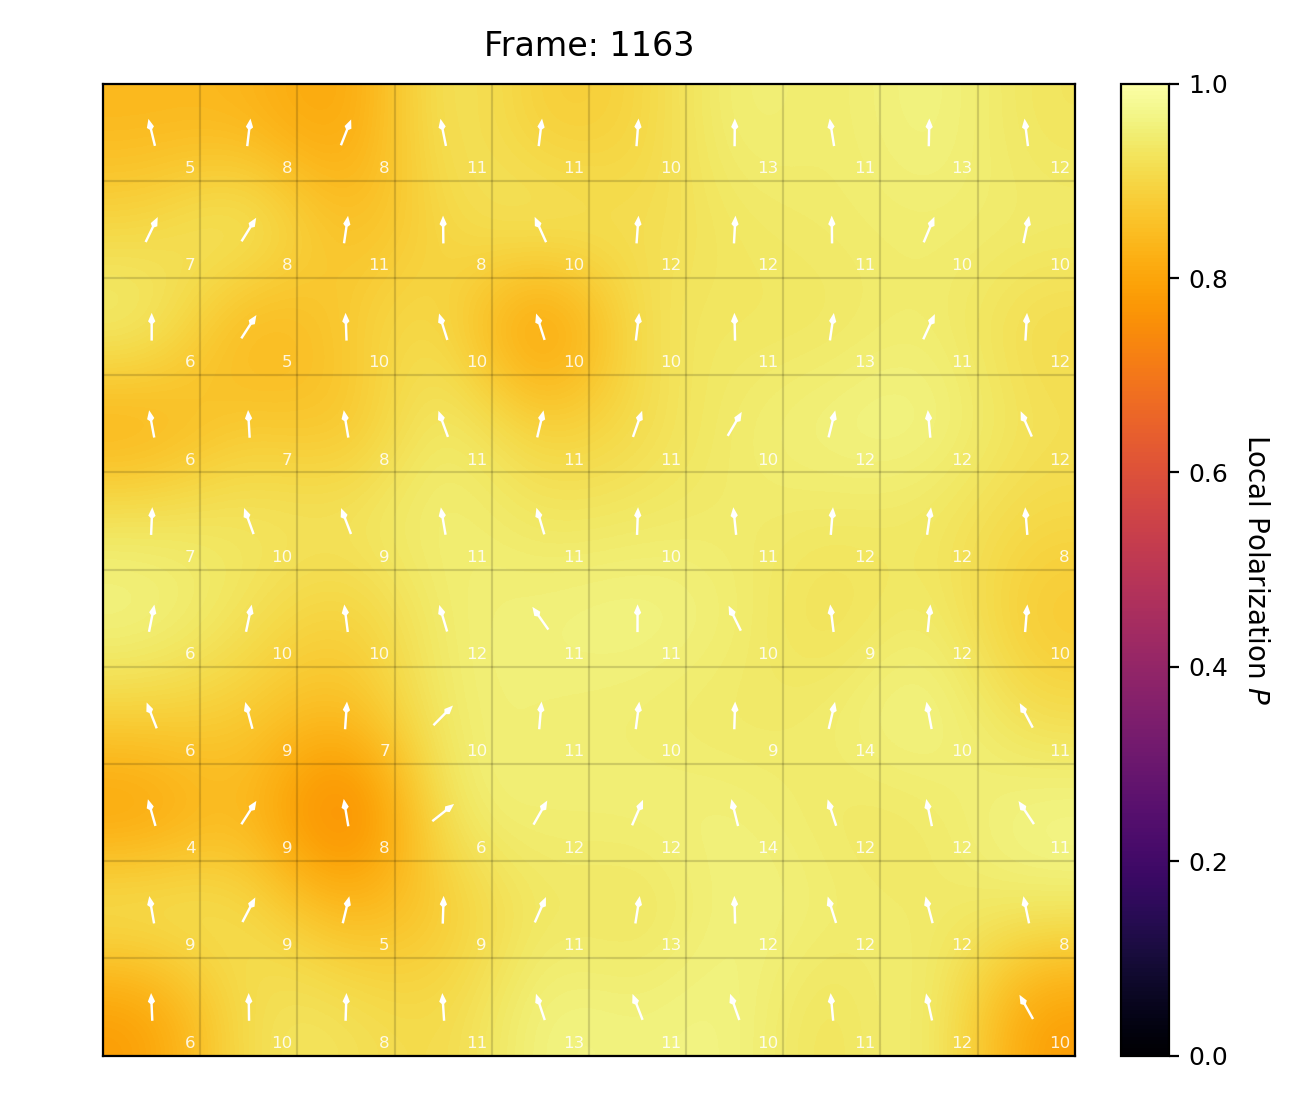 Frame: 1163
5 8 8 11 11 10 13 11 13 12
7 8 11 8 10 12 12 11 10 10
6 5 10 10 10 10 11 13 11 12
6 7 8 11 11 11 10 12 12 12
7 10 9 11 11 10 11 12 12 8
6 10 10 12 11 11 10 9 12 10
6 9 7 10 11 10 9 14 10 11
4 9 8 6 12 12 14 12 12 11
9 9 5 9 11 13 12 12 12 8
6 10 8 11 13 11 10 11 12 10
1.0
0.8
0.6
0.4
0.2
0.0
Local Polarization P